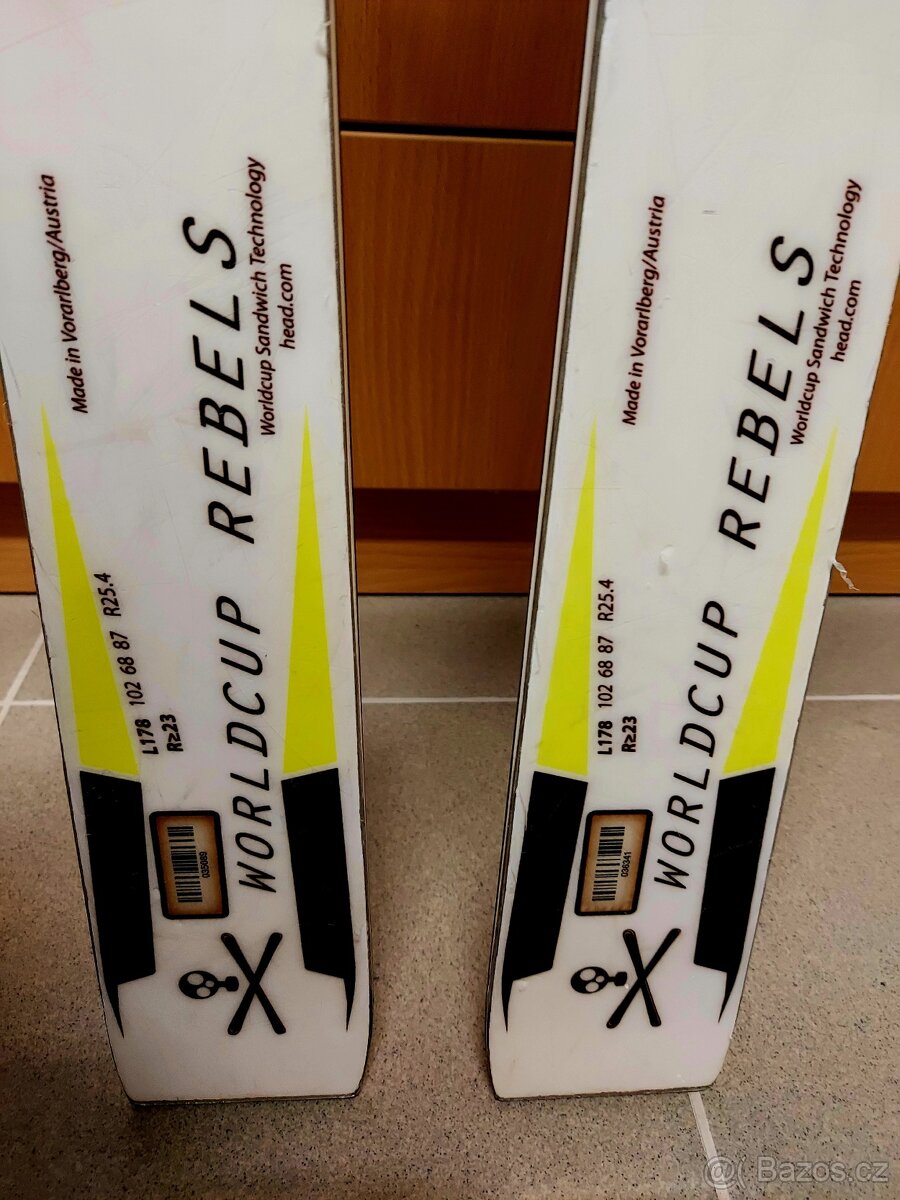 Made in Vorarlberg/Austria
WORLDCUP REBELS
Worldcup Sandwich Technology
head.com
L178 102 68 87 R25.4
R≥23
035089
Made in Vorarlberg/Austria
WORLDCUP REBELS
Worldcup Sandwich Technology
head.com
L178 102 68 87 R25.4
R≥23
036341
@( Bazos.cz